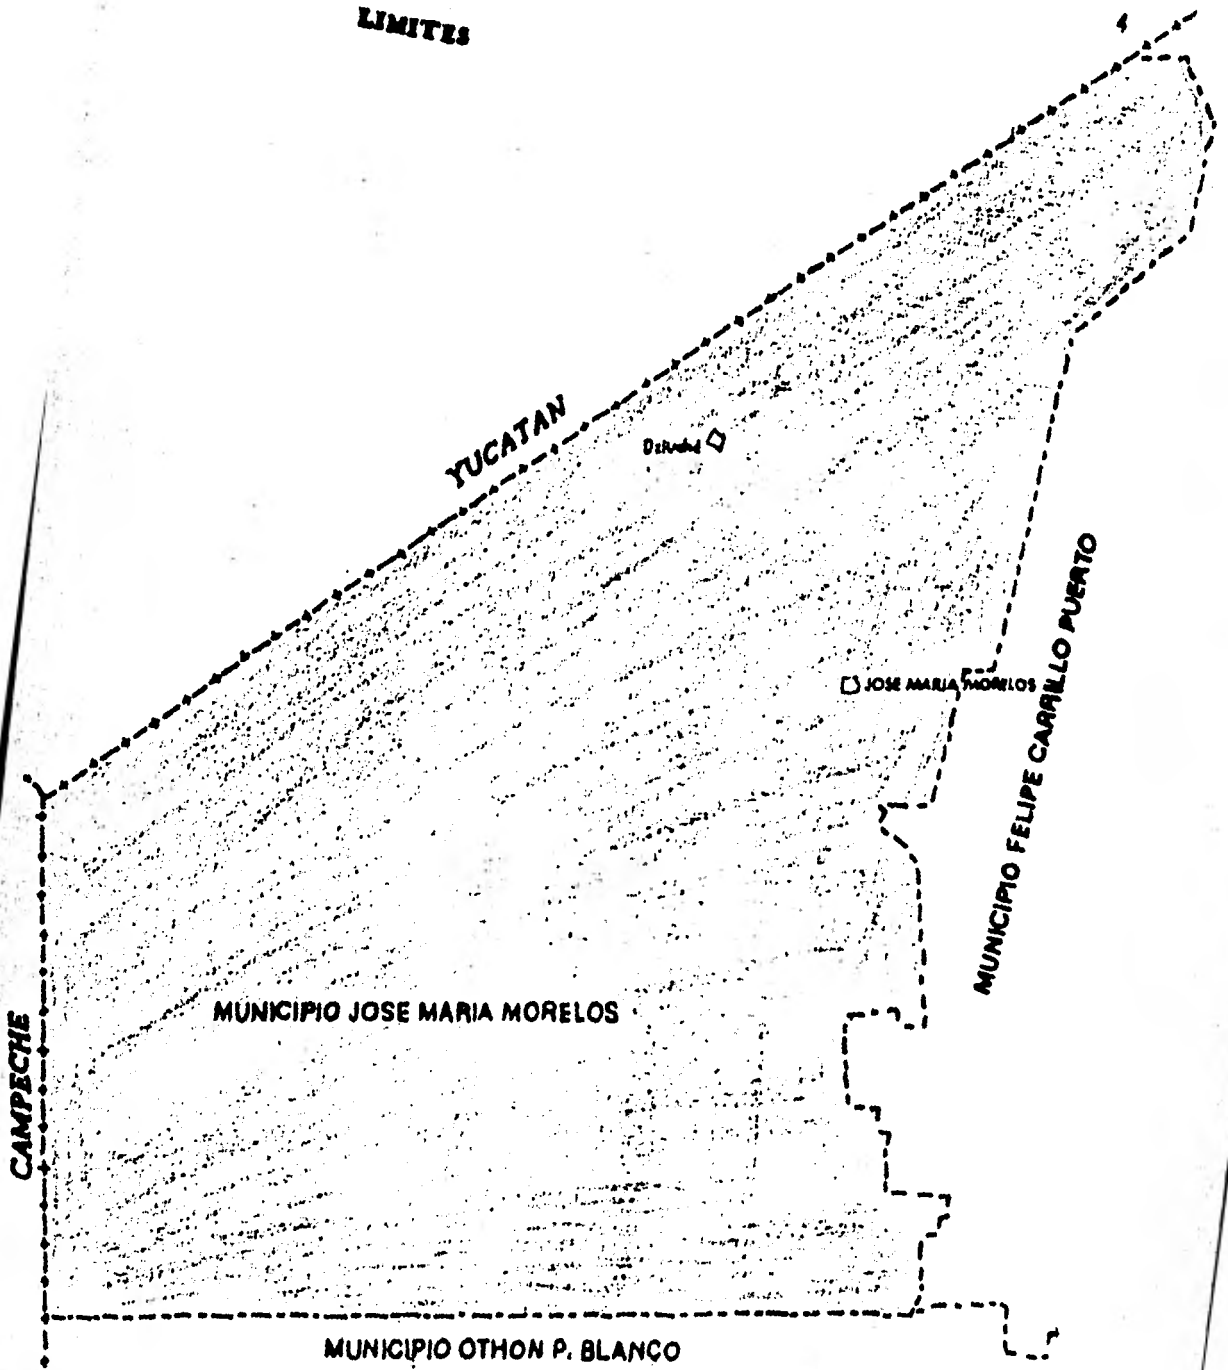 LIMITES
4
YUCATAN
JOSE MARIA MORELOS
MUNICIPIO FELIPE CARRILLO PUERTO
MUNICIPIO JOSE MARIA MORELOS
CAMPECHE
MUNICIPIO OTHON P. BLANCO